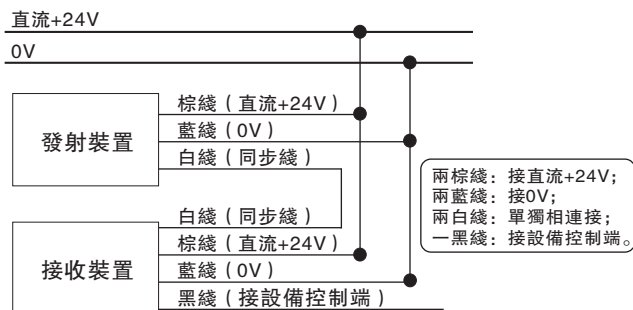 直流+24V
0V
發射裝置
棕綫（直流+24V）
藍綫（0V）
白綫（同步綫）
接收裝置
白綫（同步綫）
棕綫（直流+24V）
藍綫（0V）
黑綫（接設備控制端）
兩棕綫：接直流+24V；
兩藍綫：接0V；
兩白綫：單獨相連接；
一黑綫：接設備控制端。